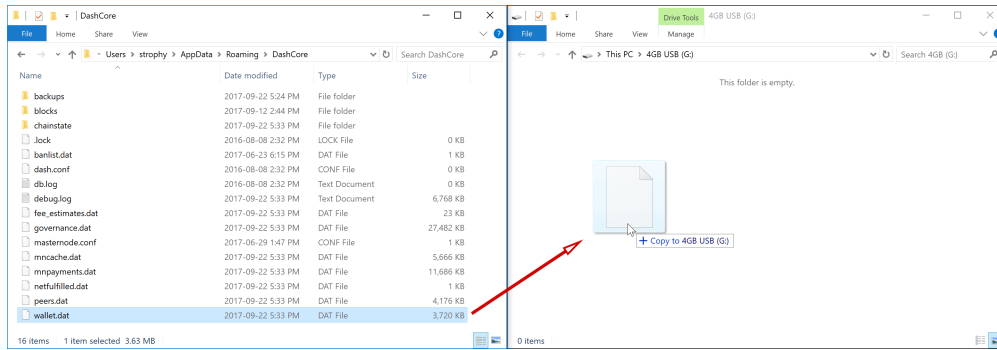 DashCore
File Home Share View
Users > strophy > AppData > Roaming > DashCore
Search DashCore
Name Date modified Type Size
backups 2017-09-22 5:24 PM File folder
blocks 2017-09-12 2:44 PM File folder
chainstate 2017-09-22 5:33 PM File folder
.lock 2016-08-08 2:32 PM LOCK File 0 KB
banlist.dat 2017-06-23 6:15 PM DAT File 1 KB
dash.conf 2016-08-08 2:32 PM CONF File 0 KB
db.log 2016-08-08 2:32 PM Text Document 0 KB
debug.log 2017-09-22 5:33 PM Text Document 6,768 KB
fee_estimates.dat 2017-09-22 5:33 PM DAT File 23 KB
governance.dat 2017-09-22 5:33 PM DAT File 27,482 KB
masternode.conf 2017-06-29 1:47 PM CONF File 1 KB
mncache.dat 2017-09-22 5:33 PM DAT File 5,666 KB
mnpayments.dat 2017-09-22 5:33 PM DAT File 11,686 KB
netfulfilled.dat 2017-09-22 5:33 PM DAT File 1 KB
peers.dat 2017-09-22 5:33 PM DAT File 4,176 KB
wallet.dat 2017-09-22 5:33 PM DAT File 3,720 KB
16 items 1 item selected 3.63 MB
Drive Tools 4GB USB (G:)
File Home Share View Manage
This PC > 4GB USB (G:)
Search 4GB (G:)
This folder is empty.
+ Copy to 4GB USB (G:)
0 items